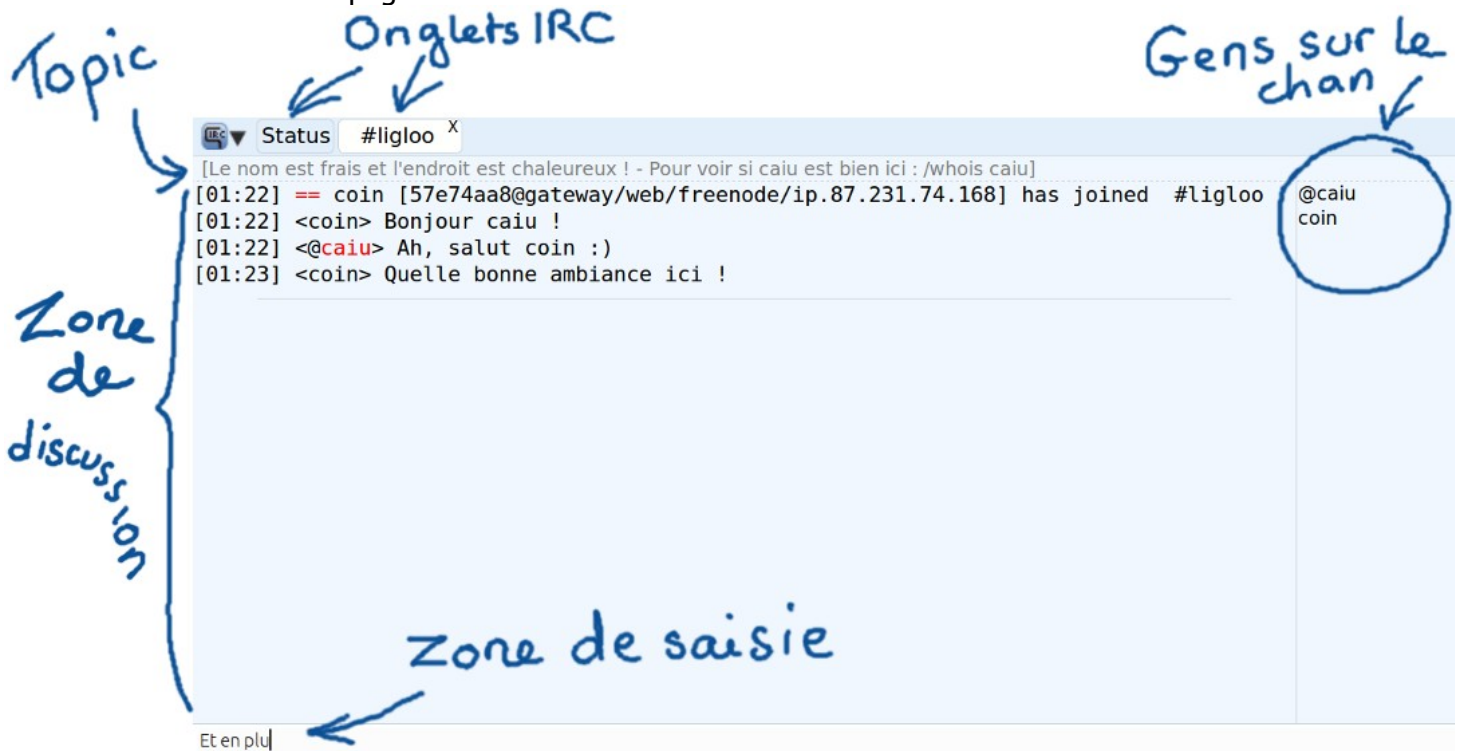 Onglets IRC
Topic
Gens sur le
chan
Status #ligloo X
[Le nom est frais et l'endroit est chaleureux ! - Pour voir si caiu est bien ici : /whois caiu]
[01:22] == coin [57e74aa8@gateway/web/freenode/ip.87.231.74.168] has joined #ligloo
[01:22] <coin> Bonjour caiu !
[01:22] <@caiu> Ah, salut coin :)
[01:23] <coin> Quelle bonne ambiance ici !
@caiu
coin
Zone
de
discussion
zone de saisie
Et en plu